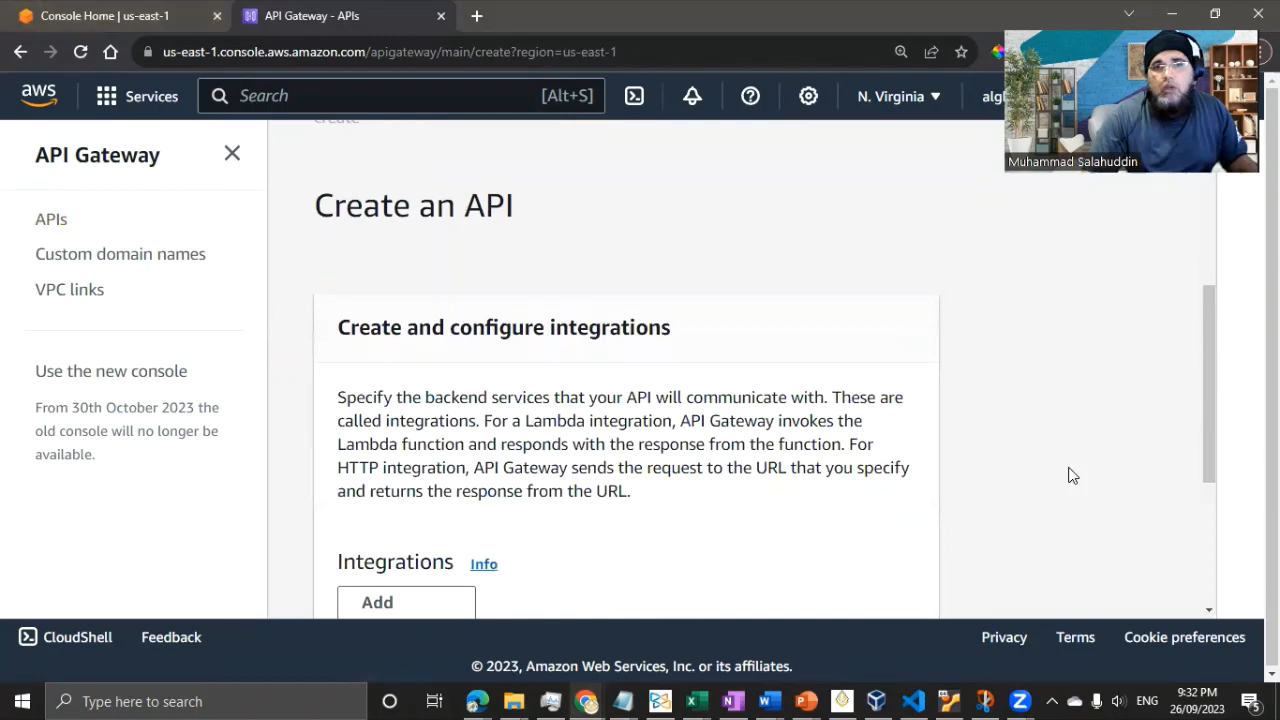 Console Home | us-east-1
API Gateway - APIs
us-east-1.console.aws.amazon.com/apigateway/main/create?region=us-east-1
aws
Services
Search
[Alt+S]
N. Virginia
Muhammad Salahuddin
API Gateway
APIs
Custom domain names
VPC links
Use the new console
From 30th October 2023 the
old console will no longer be
available.
Create
Create an API
Create and configure integrations
Specify the backend services that your API will communicate with. These are
called integrations. For a Lambda integration, API Gateway invokes the
Lambda function and responds with the response from the function. For
HTTP integration, API Gateway sends the request to the URL that you specify
and returns the response from the URL.
Integrations Info
Add
CloudShell
Feedback
Privacy
Terms
Cookie preferences
© 2023, Amazon Web Services, Inc. or its affiliates.
Type here to search
ENG
9:32 PM
26/09/2023
5